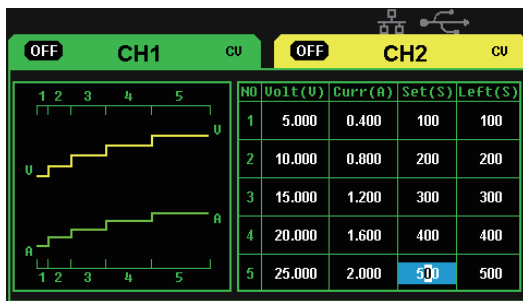 OFF CH1 CV OFF CH2 CV
1 2 3 4 5
V
V
A
A
1 2 3 4 5
NO Volt(V) Curr(A) Set(S) Left(S)
1 5.000 0.400 100 100
2 10.000 0.800 200 200
3 15.000 1.200 300 300
4 20.000 1.600 400 400
5 25.000 2.000 500 500